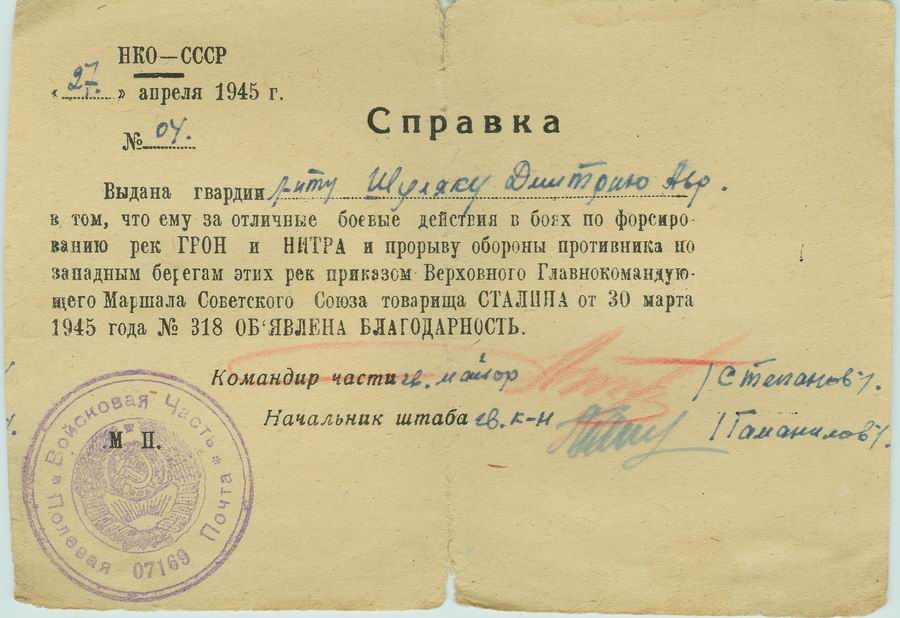 НКО—СССР
« 27. » апреля 1945 г.
№ 04.
Справка
Выдана гвардии л-нту Шуляку Дмитрию Авр.
в том, что ему за отличные боевые действия в боях по форсиро-
ванию рек ГРОН и НИТРА и прорыву обороны противника по
западным берегам этих рек приказом Верховного Главнокомандую-
щего Маршала Советского Союза товарища СТАЛИНА от 30 марта
1945 года № 318 ОБ‘ЯВЛЕНА БЛАГОДАРНОСТЬ.
Командир части гв. майор /Степанов/.
Начальник штаба гв. к-н /Таманилов/.
М П.
Войсковая Часть * Полевая Почта
07169